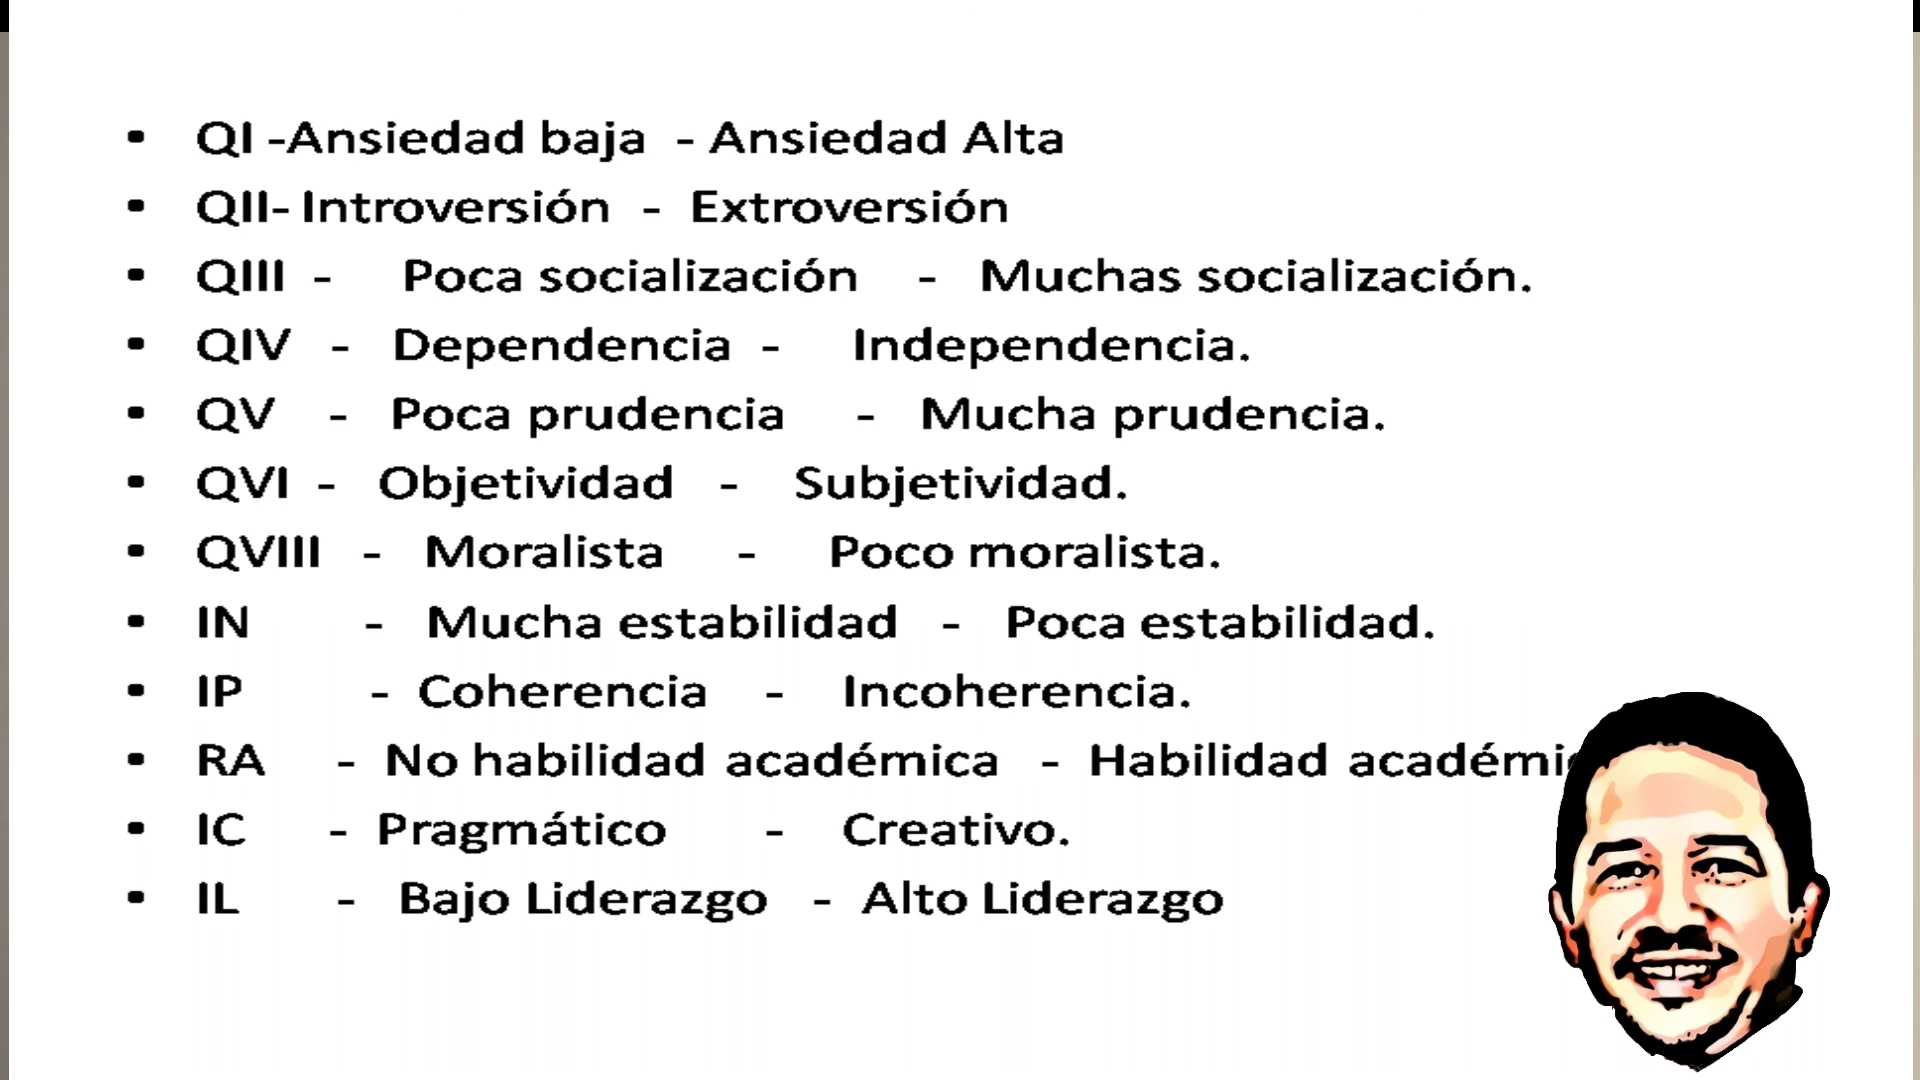 • QI -Ansiedad baja - Ansiedad Alta
• QII- Introversión - Extroversión
• QIII - Poca socialización - Muchas socialización.
• QIV - Dependencia - Independencia.
• QV - Poca prudencia - Mucha prudencia.
• QVI - Objetividad - Subjetividad.
• QVIII - Moralista - Poco moralista.
• IN - Mucha estabilidad - Poca estabilidad.
• IP - Coherencia - Incoherencia.
• RA - No habilidad académica - Habilidad
• IC - Pragmático - Creativo.
• IL - Bajo Liderazgo - Alto Liderazgo